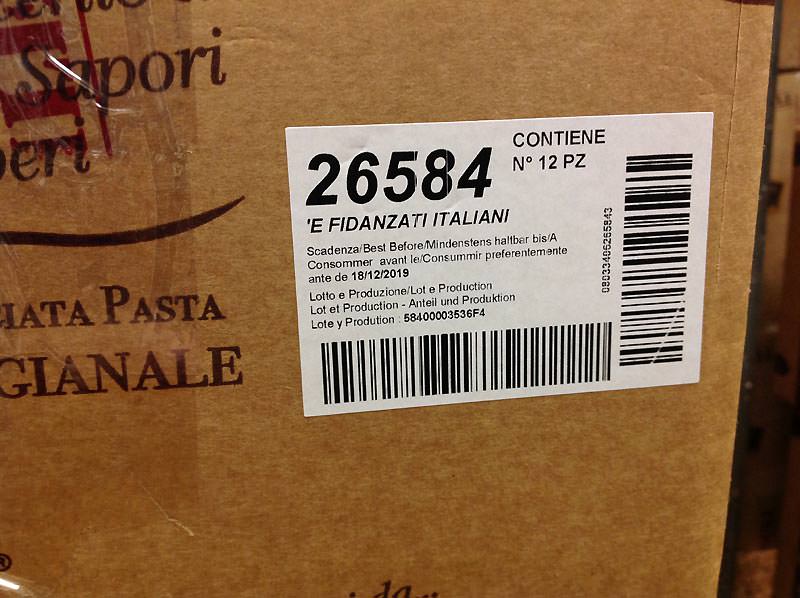 Sapori
26584
CONTIENE
N° 12 PZ
'E FIDANZATI ITALIANI
Scadenza/Best Before/Mindenstens haltbar bis/A
Consommer avant le/Consummir preferentemente
ante de 18/12/2019
Lotto e Produzione/Lot e Production
Lot et Production - Anteil und Produktion
Lote y Prodution : 58400003536F4
08033406265843
IATA PASTA
GIANALE
®